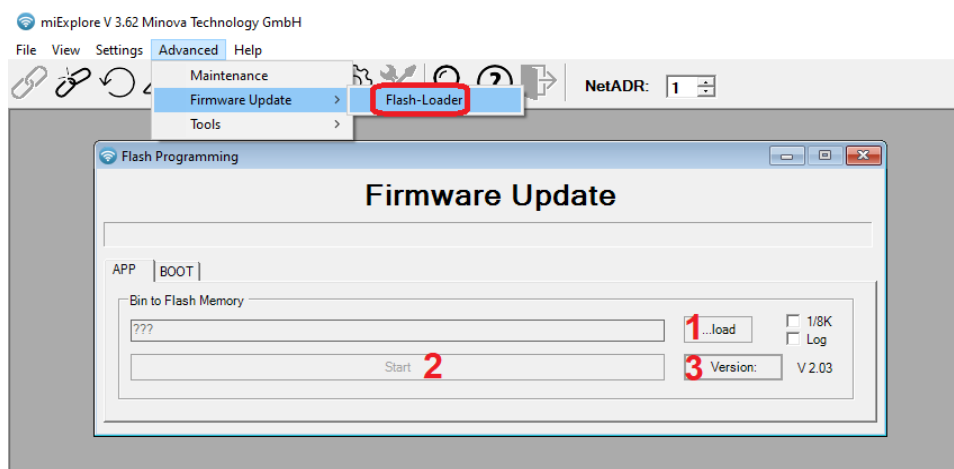 miExplore V 3.62 Minova Technology GmbH
File View Settings Advanced Help
Maintenance
NetADR: 1
Firmware Update > Flash-Loader
Tools >
Flash Programming
Firmware Update
APP BOOT
Bin to Flash Memory
??? 1 ...load 1/8K
Log
Start 2 3 Version: V 2.03